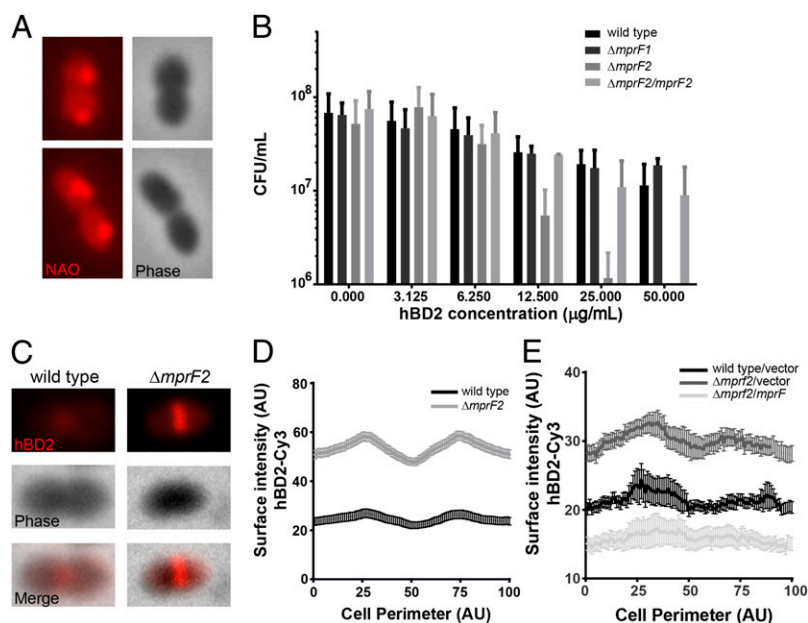 A
NAO
Phase
B
wild type
ΔmprF1
ΔmprF2
ΔmprF2/mprF2
CFU/mL
10^8
10^7
10^6
0.000 3.125 6.250 12.500 25.000 50.000
hBD2 concentration (μg/mL)
C
wild type ΔmprF2
hBD2
Phase
Merge
D
wild type
ΔmprF2
Surface intensity (AU)
hBD2-Cy3
80
60
40
20
0
0 25 50 75 100
Cell Perimeter (AU)
E
wild type/vector
Δmprf2/vector
Δmprf2/mprF
Surface intensity (AU)
hBD2-Cy3
40
30
20
10
0 25 50 75 100
Cell Perimeter (AU)